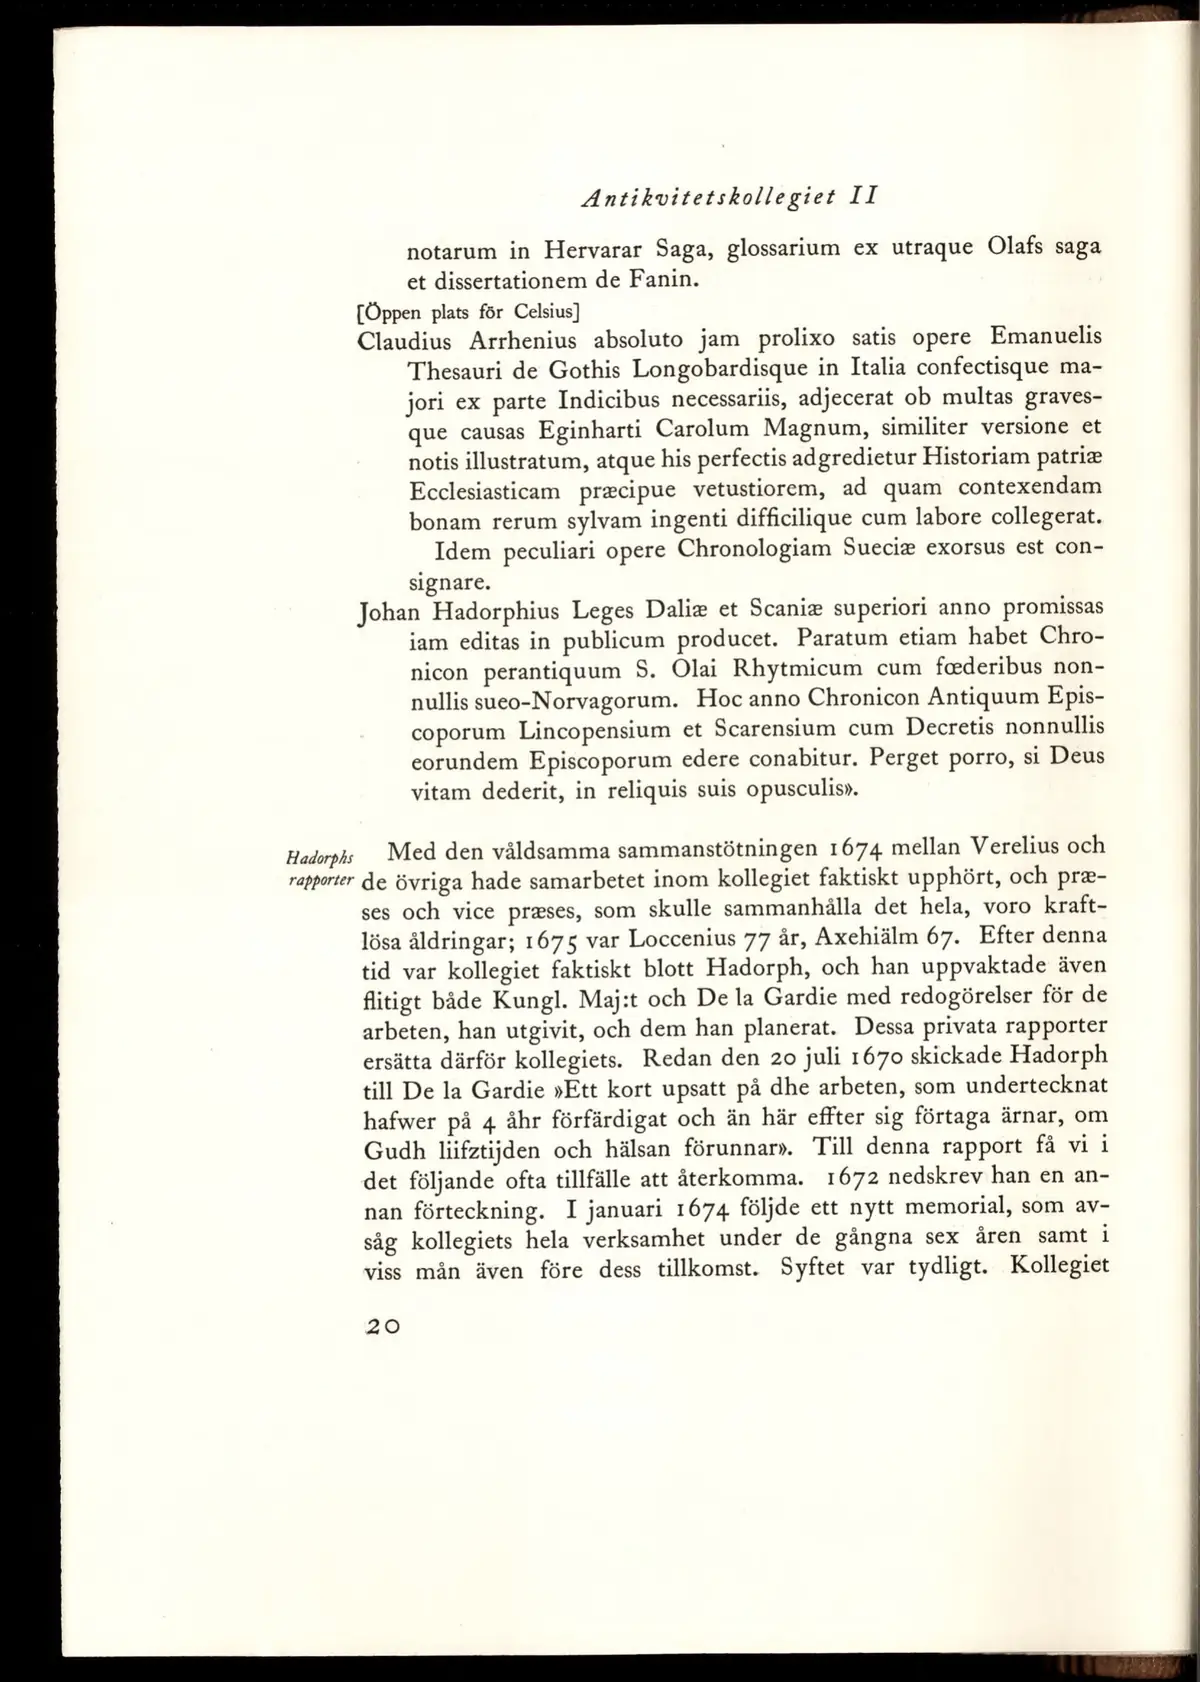 Antikvitetskollegiet II
notarum in Hervarar Saga, glossarium ex utraque Olafs saga
et dissertationem de Fanin.
[Öppen plats för Celsius]
Claudius Arrhenius absoluto jam prolixo satis opere Emanuelis
Thesauri de Gothis Longobardisque in Italia confectisque ma-
jori ex parte Indicibus necessariis, adjecerat ob multas graves-
que causas Eginharti Carolum Magnum, similiter versione et
notis illustratum, atque his perfectis adgredietur Historiam patriæ
Ecclesiasticam præcipue vetustiorem, ad quam contexendam
bonam rerum sylvam ingenti difficilique cum labore collegerat.
Idem peculiari opere Chronologiam Sueciæ exorsus est con-
signare.
Johan Hadorphius Leges Daliæ et Scaniæ superiori anno promissas
iam editas in publicum producet. Paratum etiam habet Chro-
nicon perantiquum S. Olai Rhytmicum cum fœderibus non-
nullis sueo-Norvagorum. Hoc anno Chronicon Antiquum Epis-
coporum Lincopensium et Scarensium cum Decretis nonnullis
eorundem Episcoporum edere conabitur. Perget porro, si Deus
vitam dederit, in reliquis suis opusculis».
Hadorphs
rapporter
Med den våldsamma sammanstötningen 1674 mellan Verelius och
de övriga hade samarbetet inom kollegiet faktiskt upphört, och præ-
ses och vice præses, som skulle sammanhålla det hela, voro kraft-
lösa åldringar; 1675 var Loccenius 77 år, Axehiälm 67. Efter denna
tid var kollegiet faktiskt blott Hadorph, och han uppvaktade även
flitigt både Kungl. Maj:t och De la Gardie med redogörelser för de
arbeten, han utgivit, och dem han planerat. Dessa privata rapporter
ersätta därför kollegiets. Redan den 20 juli 1670 skickade Hadorph
till De la Gardie »Ett kort upsatt på dhe arbeten, som undertecknat
hafwer på 4 åhr förfärdigat och än här effter sig förtaga ärnar, om
Gudh liifztijden och hälsan förunnar». Till denna rapport få vi i
det följande ofta tillfälle att återkomma. 1672 nedskrev han en an-
nan förteckning. I januari 1674 följde ett nytt memorial, som av-
såg kollegiets hela verksamhet under de gångna sex åren samt i
viss mån även före dess tillkomst. Syftet var tydligt. Kollegiet
20